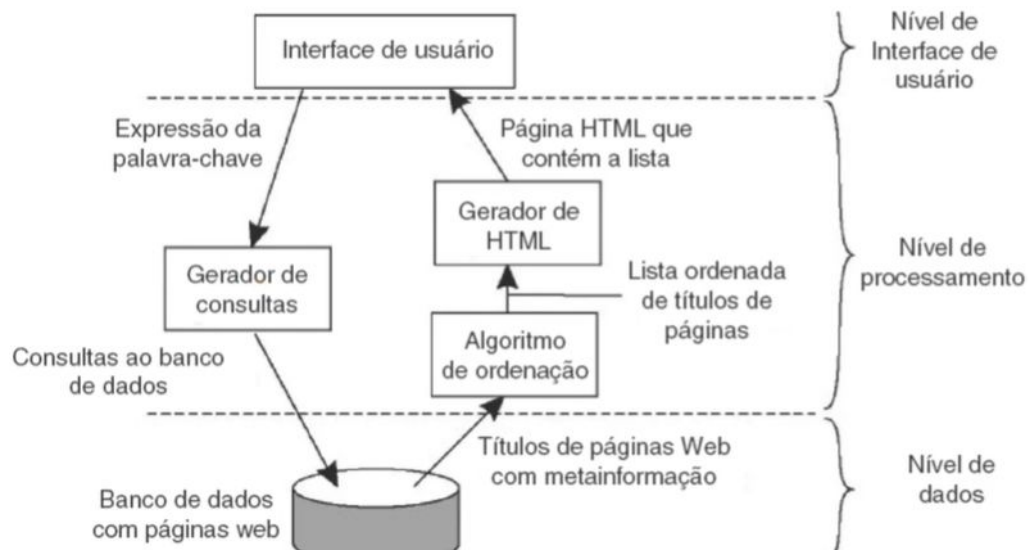 Interface de usuário
Nível de
Interface de
usuário
Expressão da
palavra-chave
Página HTML que
contém a lista
Gerador de
HTML
Gerador de
consultas
Lista ordenada
de títulos de
páginas
Nível de
processamento
Algoritmo
de ordenação
Consultas ao banco
de dados
Títulos de páginas Web
com metainformação
Nível de
dados
Banco de dados
com páginas web